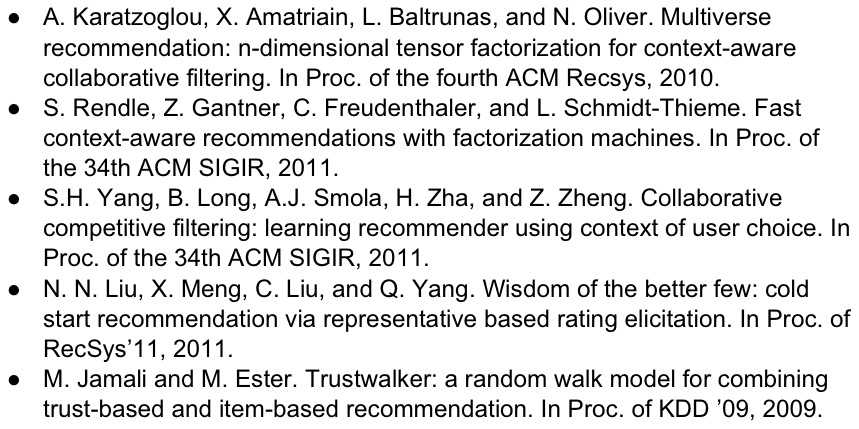 ● A. Karatzoglou, X. Amatriain, L. Baltrunas, and N. Oliver. Multiverse
recommendation: n-dimensional tensor factorization for context-aware
collaborative filtering. In Proc. of the fourth ACM Recsys, 2010.
● S. Rendle, Z. Gantner, C. Freudenthaler, and L. Schmidt-Thieme. Fast
context-aware recommendations with factorization machines. In Proc. of
the 34th ACM SIGIR, 2011.
● S.H. Yang, B. Long, A.J. Smola, H. Zha, and Z. Zheng. Collaborative
competitive filtering: learning recommender using context of user choice. In
Proc. of the 34th ACM SIGIR, 2011.
● N. N. Liu, X. Meng, C. Liu, and Q. Yang. Wisdom of the better few: cold
start recommendation via representative based rating elicitation. In Proc. of
RecSys’11, 2011.
● M. Jamali and M. Ester. Trustwalker: a random walk model for combining
trust-based and item-based recommendation. In Proc. of KDD ’09, 2009.